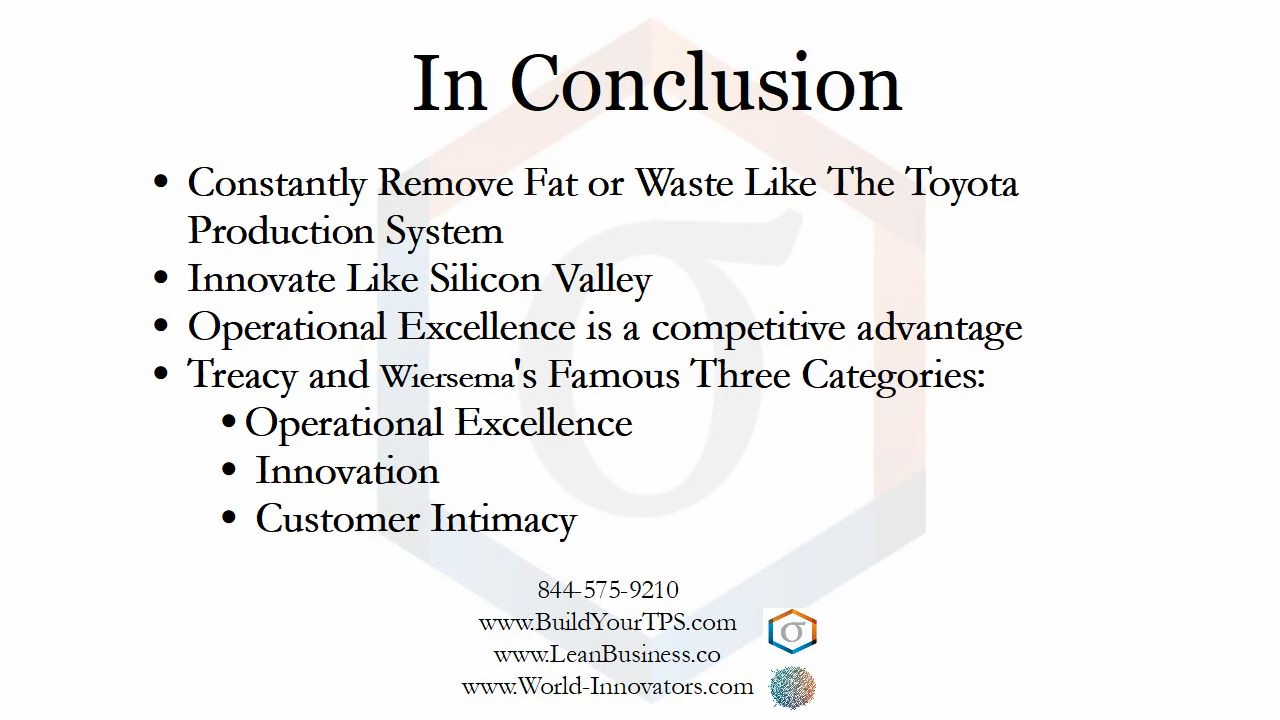 In Conclusion
• Constantly Remove Fat or Waste Like The Toyota
Production System
• Innovate Like Silicon Valley
• Operational Excellence is a competitive advantage
• Treacy and Wiersema's Famous Three Categories:
• Operational Excellence
• Innovation
• Customer Intimacy
844-575-9210
www.BuildYourTPS.com
www.LeanBusiness.co
www.World-Innovators.com
σ